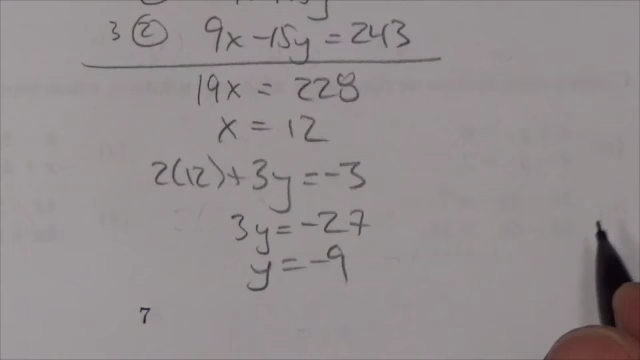 3 ② 9x-15y=243
19x = 228
x = 12
2(12)+3y=-3
3y=-27
y=-9
7